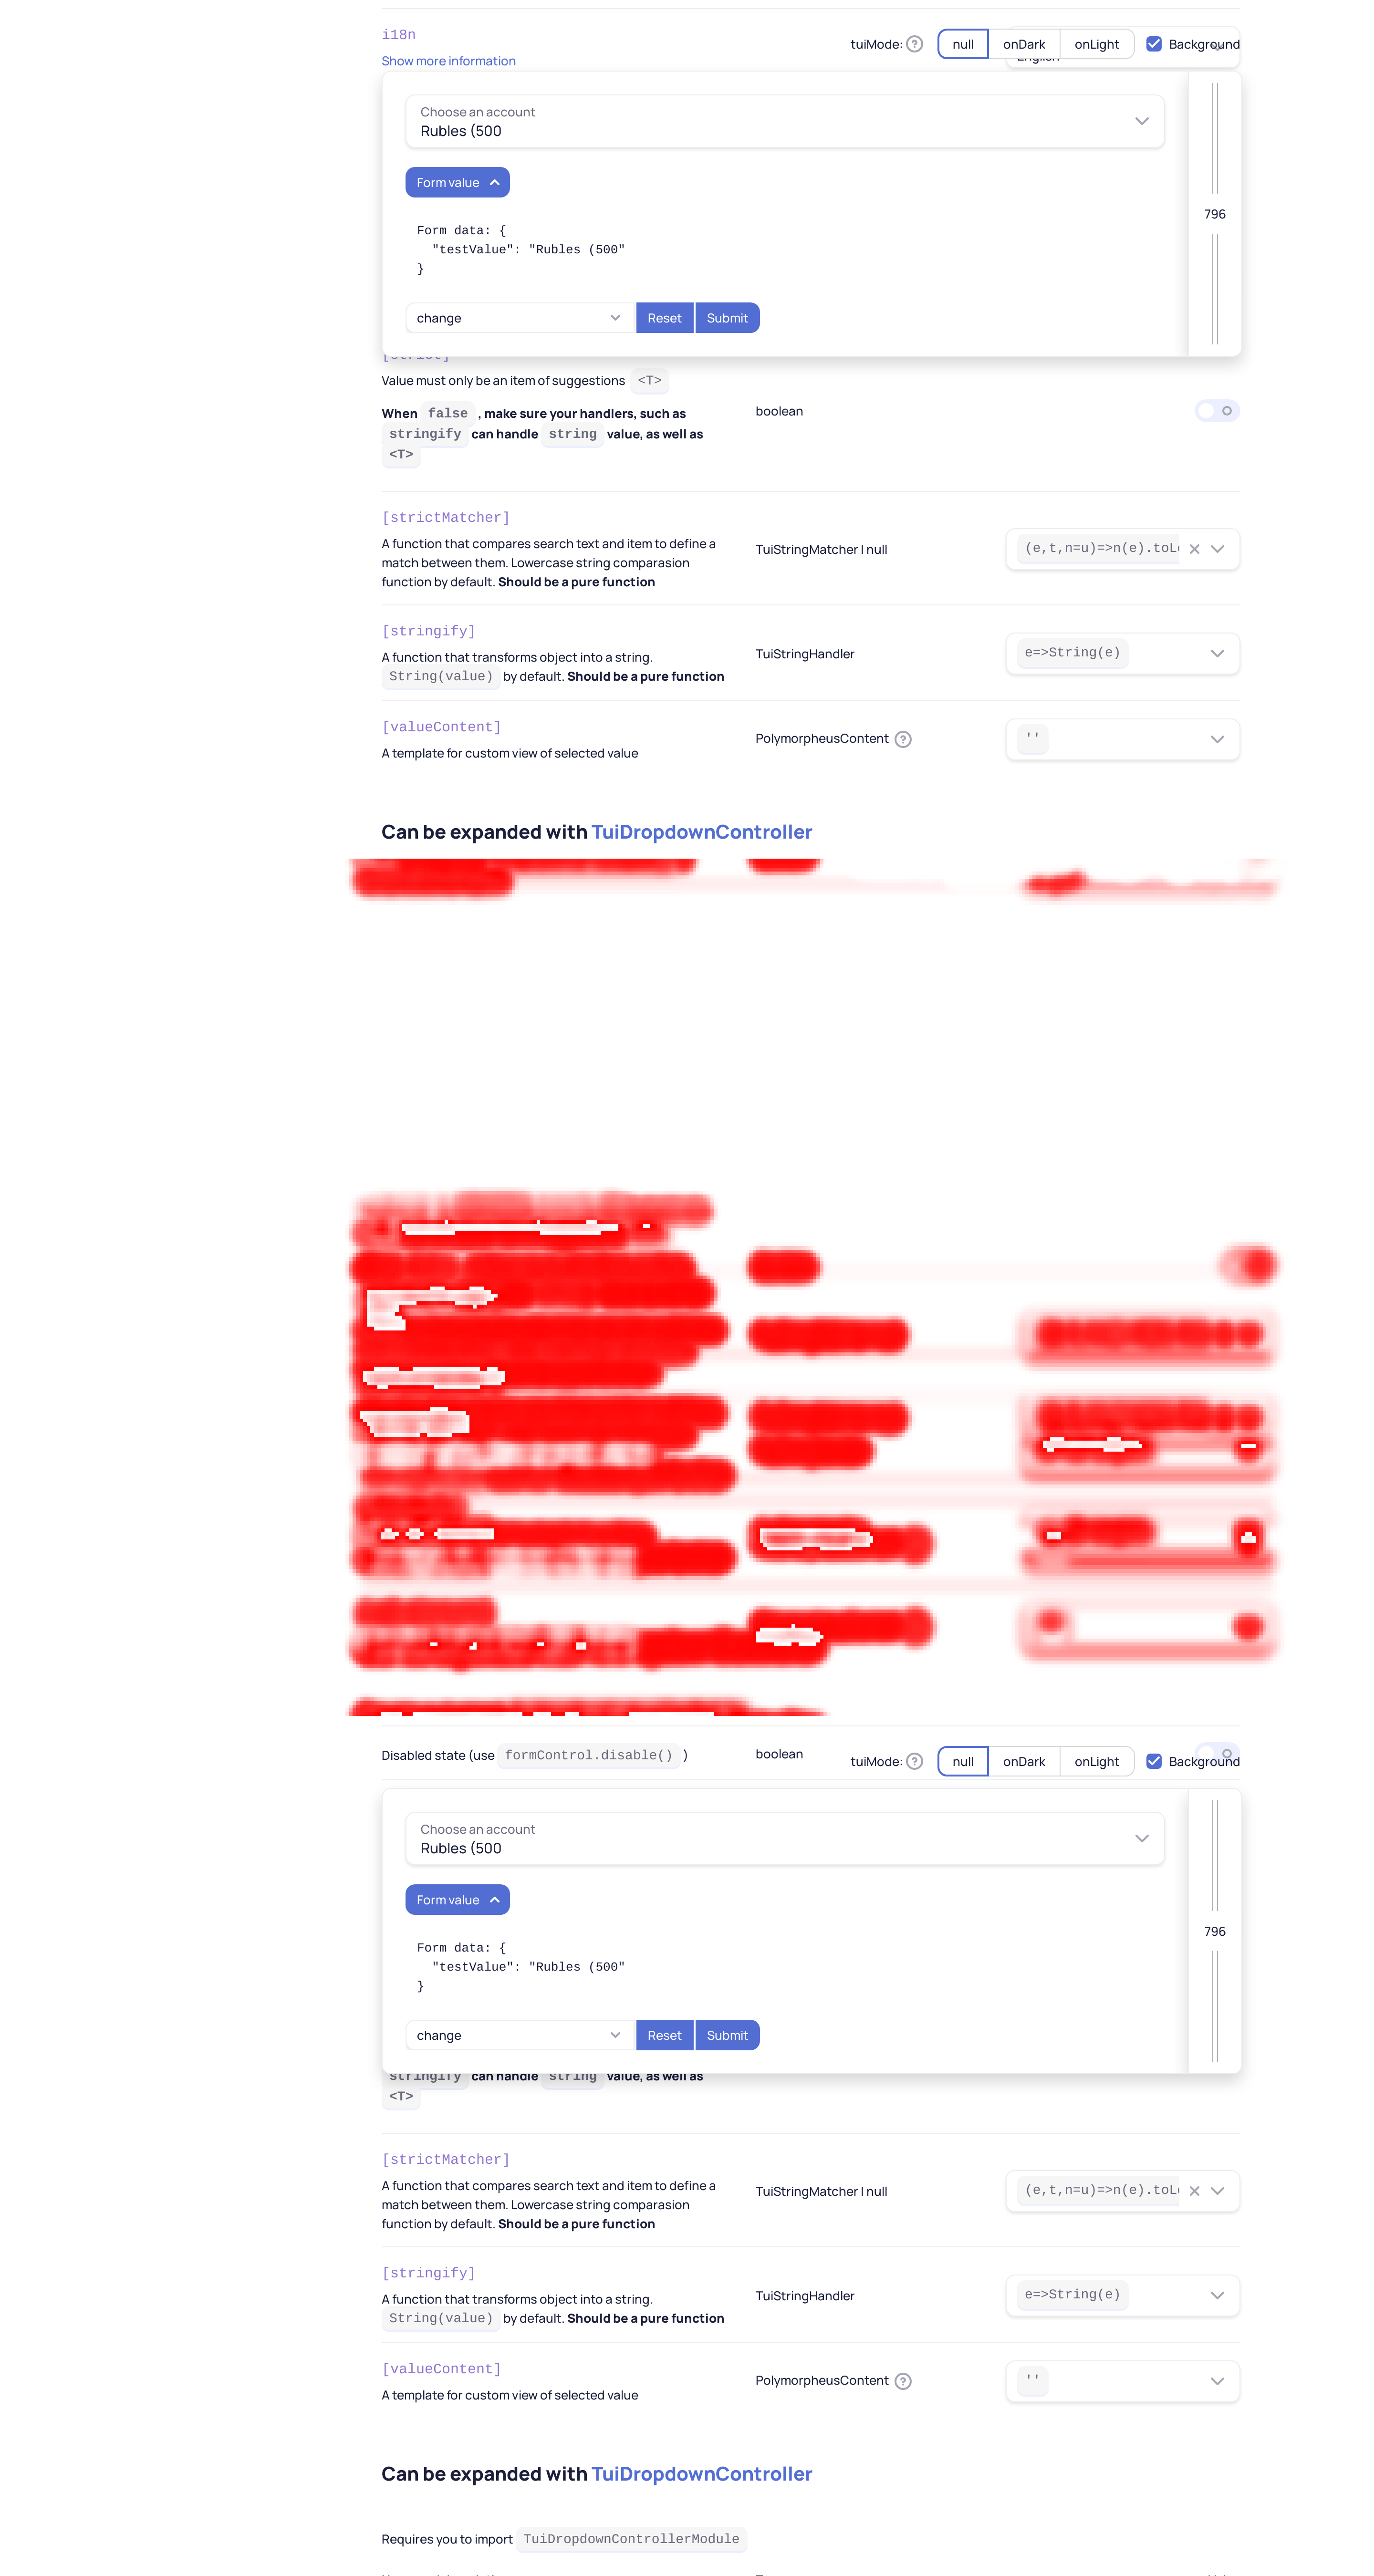 i18n
tuiMode: null onDark onLight Background
Show more information
Choose an account
Rubles (500
Form value
796
Form data: {
"testValue": "Rubles (500"
}
change Reset Submit
Value must only be an item of suggestions <T>
When false , make sure your handlers, such as boolean
stringify can handle string value, as well as
<T>
[strictMatcher]
A function that compares search text and item to define a
match between them. Lowercase string comparasion TuiStringMatcher | null (e,t,n=u)=>n(e).toL
function by default. Should be a pure function
[stringify]
A function that transforms object into a string. TuiStringHandler e=>String(e)
String(value) by default. Should be a pure function
[valueContent]
PolymorpheusContent ''
A template for custom view of selected value
Can be expanded with TuiDropdownController
Disabled state (use formControl.disable() ) boolean tuiMode: null onDark onLight Background
Choose an account
Rubles (500
Form value
796
Form data: {
"testValue": "Rubles (500"
}
change Reset Submit
stringify can handle string value, as well as
<T>
[strictMatcher]
A function that compares search text and item to define a
match between them. Lowercase string comparasion TuiStringMatcher | null (e,t,n=u)=>n(e).toL
function by default. Should be a pure function
[stringify]
A function that transforms object into a string. TuiStringHandler e=>String(e)
String(value) by default. Should be a pure function
[valueContent]
PolymorpheusContent ''
A template for custom view of selected value
Can be expanded with TuiDropdownController
Requires you to import TuiDropdownControllerModule